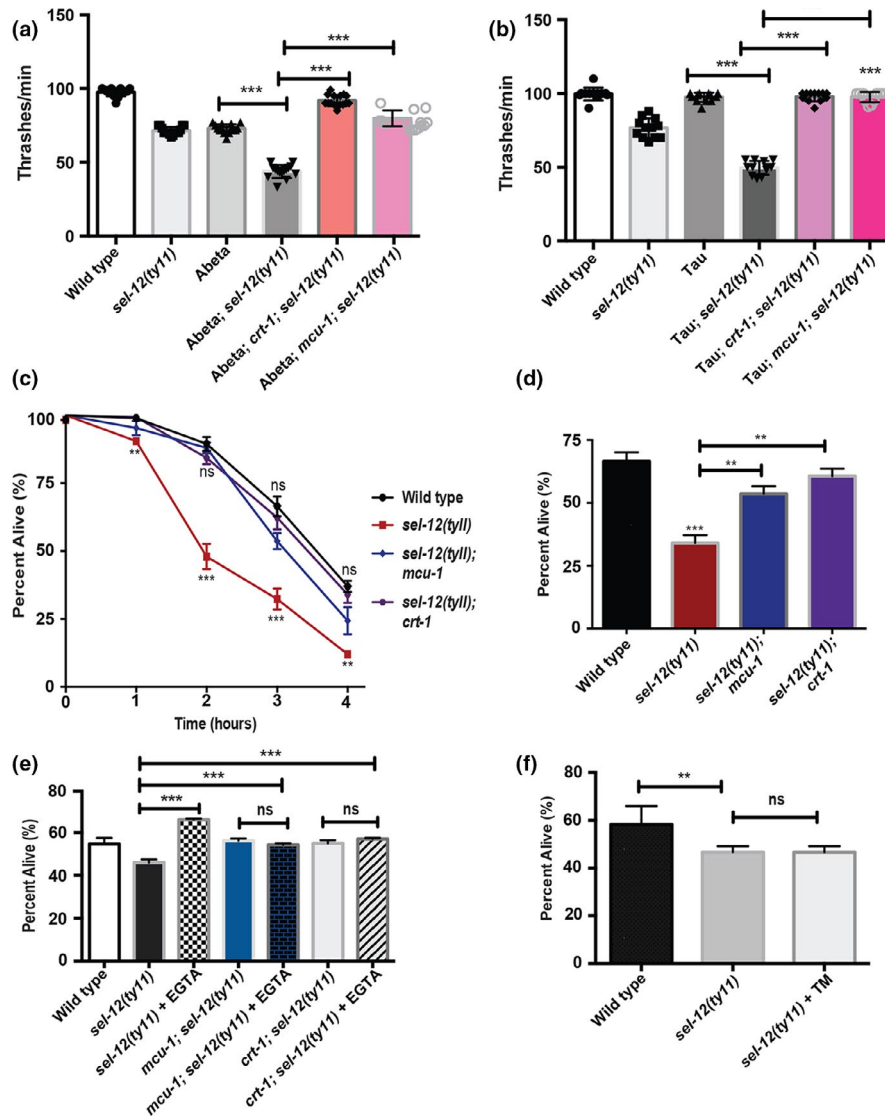 (a)
Thrashes/min
150
100
50
0
***
***
***
Wild type
sel-12(ty11)
Abeta
Abeta; sel-12(ty11)
Abeta; crt-1; sel-12(ty11)
Abeta; mcu-1; sel-12(ty11)
(b)
Thrashes/min
150
100
50
0
***
***
***
Wild type
sel-12(ty11)
Tau
Tau; sel-12(ty11)
Tau; crt-1; sel-12(ty11)
Tau; mcu-1; sel-12(ty11)
(c)
Percent Alive (%)
100
75
50
25
0
**
ns
***
ns
***
ns
**
0 1 2 3 4
Time (hours)
Wild type
sel-12(tyll)
sel-12(tyll);
mcu-1
sel-12(tyll);
crt-1
(d)
Percent Alive (%)
75
50
25
0
**
**
***
Wild type
sel-12(ty11)
sel-12(ty11);
mcu-1
sel-12(ty11);
crt-1
(e)
Percent Alive (%)
80
60
40
20
0
***
***
***
ns
ns
Wild type
sel-12(ty11)
sel-12(ty11) + EGTA
mcu-1; sel-12(ty11)
mcu-1; sel-12(ty11) + EGTA
crt-1; sel-12(ty11)
crt-1; sel-12(ty11) + EGTA
(f)
Percent Alive (%)
80
60
40
20
0
**
ns
Wild type
sel-12(ty11)
sel-12(ty11) + TM